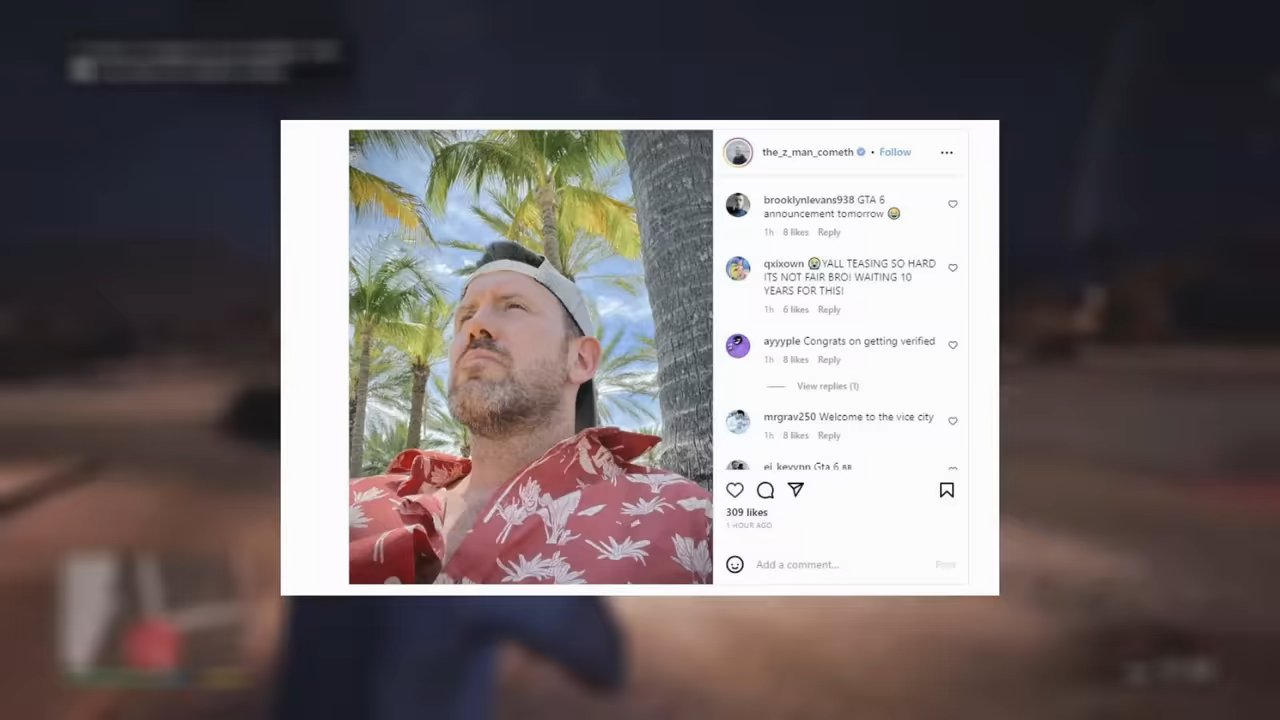 the_z_man_cometh • Follow
brooklynlevans938 GTA 6
announcement tomorrow 😂
1h 8 likes Reply
qxixown 😭YALL TEASING SO HARD
ITS NOT FAIR BRO! WAITING 10
YEARS FOR THIS!
1h 6 likes Reply
ayyyple Congrats on getting verified
1h 8 likes Reply
View replies (1)
mrgrav250 Welcome to the vice city
1h 8 likes Reply
Gta 6
309 likes
1 HOUR AGO
Add a comment...
Post